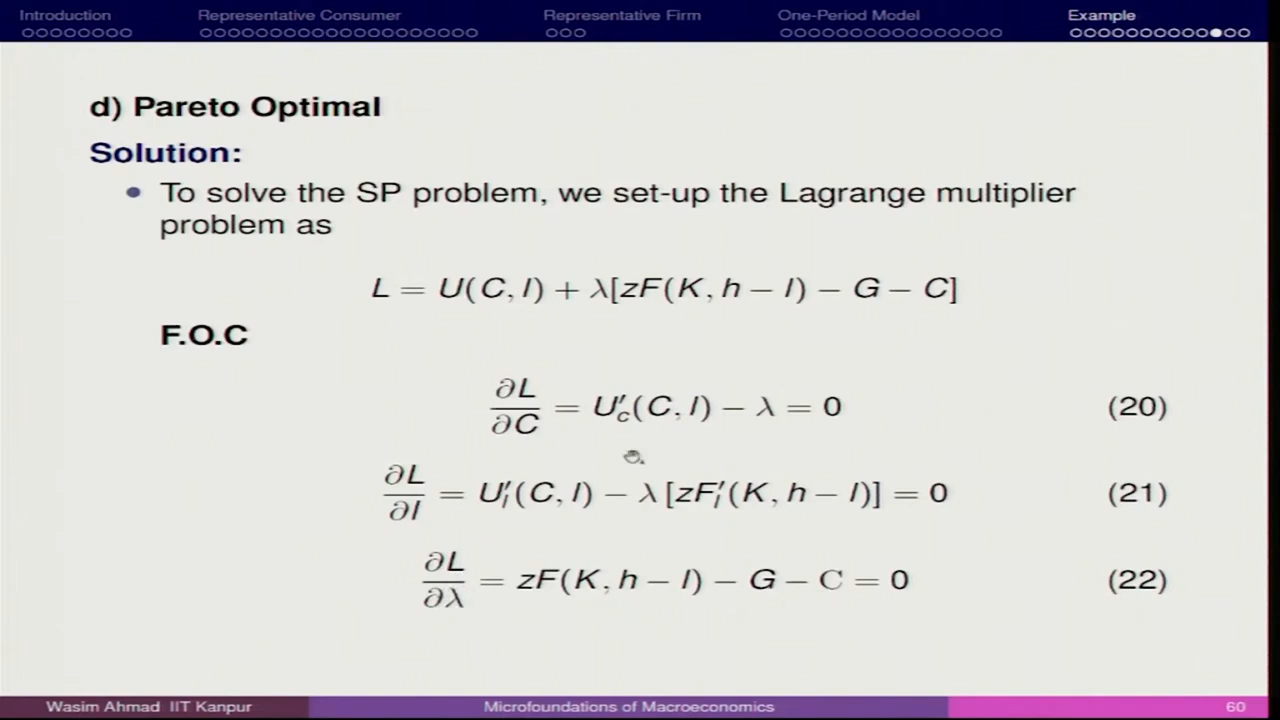 Introduction Representative Consumer Representative Firm One-Period Model Example
d) Pareto Optimal
Solution:
To solve the SP problem, we set-up the Lagrange multiplier
problem as
L = U(C, l) + λ[zF(K, h − l) − G − C]
F.O.C
∂L/∂C = U′c(C, l) − λ = 0 (20)
∂L/∂l = U′l(C, l) − λ [zF′l(K, h − l)] = 0 (21)
∂L/∂λ = zF(K, h − l) − G − C = 0 (22)
Wasim Ahmad IIT Kanpur Microfoundations of Macroeconomics 60